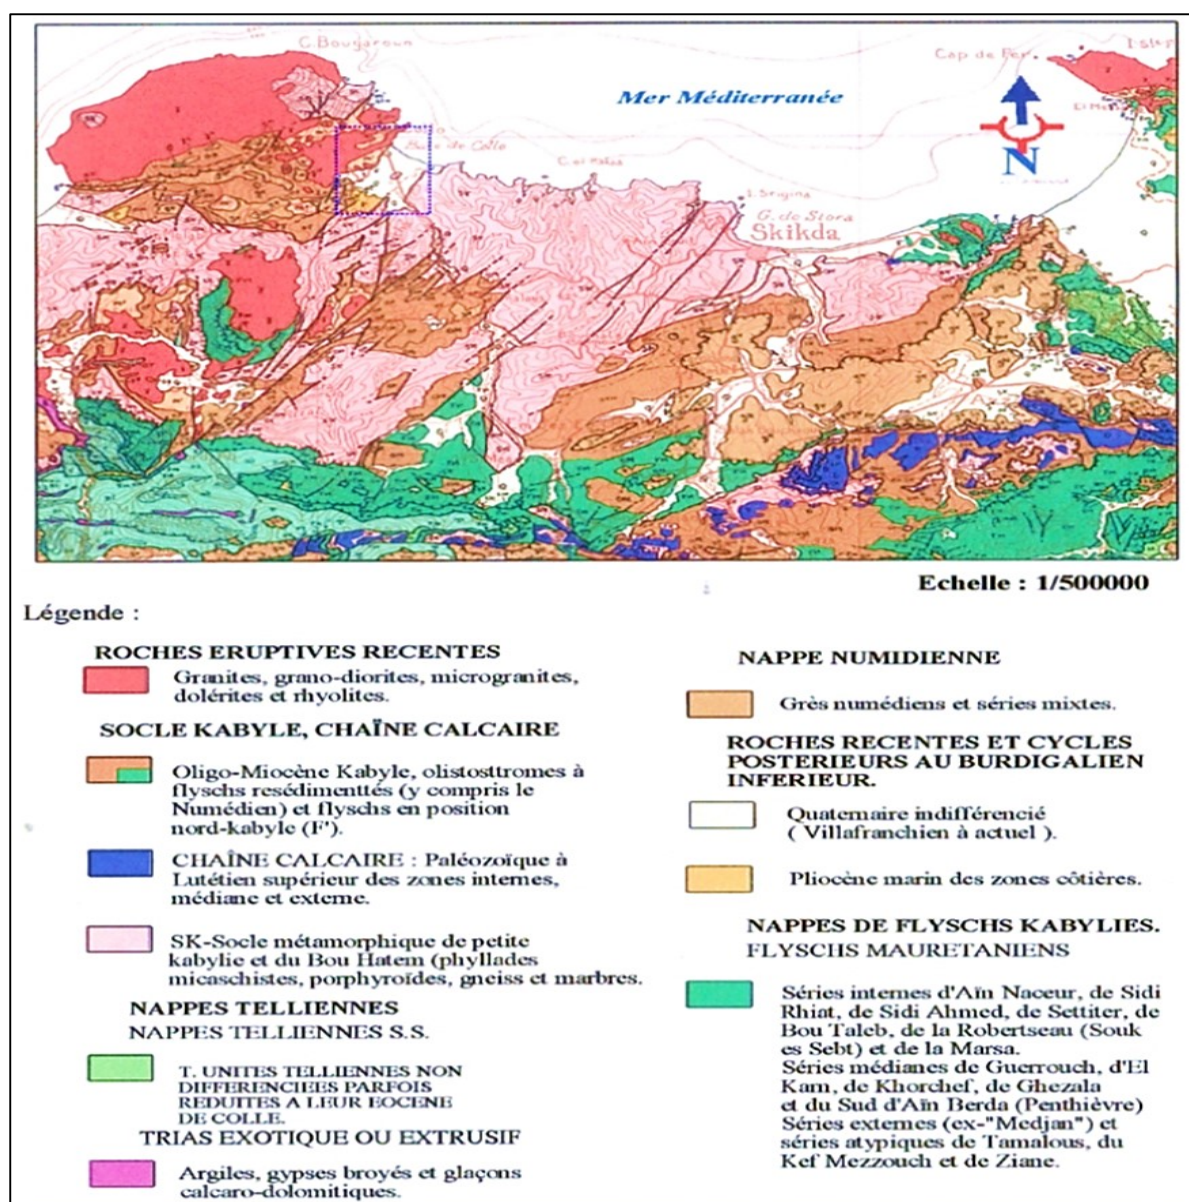 C. Bougaroun
Cap de Fer
Mer Méditerranée
Baie de Collo
N
I. Srigina
G. de Stora
Skikda
Echelle : 1/500000
Légende :
ROCHES ERUPTIVES RECENTES
Granites, grano-diorites, microgranites,
dolérites et rhyolites.
SOCLE KABYLE, CHAÎNE CALCAIRE
Oligo-Miocène Kabyle, olistosttromes à
flyschs resédimenttés (y compris le
Numédien) et flyschs en position
nord-kabyle (F').
CHAÎNE CALCAIRE : Paléozoïque à
Lutétien supérieur des zones internes,
médiane et externe.
SK-Socle métamorphique de petite
kabylie et du Bou Hatem (phyllades
micaschistes, porphyroïdes, gneiss et marbres.
NAPPES TELLIENNES
NAPPES TELLIENNES S.S.
T. UNITES TELLIENNES NON
DIFFERENCIEES PARFOIS
REDUITES A LEUR EOCENE
DE COLLE.
TRIAS EXOTIQUE OU EXTRUSIF
Argiles, gypses broyés et glaçons
calcaro-dolomitiques.
NAPPE NUMIDIENNE
Grès numédiens et séries mixtes.
ROCHES RECENTES ET CYCLES
POSTERIEURS AU BURDIGALIEN
INFERIEUR.
Quaternaire indifférencié
( Villafranchien à actuel ).
Pliocène marin des zones côtières.
NAPPES DE FLYSCHS KABYLIES.
FLYSCHS MAURETANIENS
Séries internes d'Aïn Naceur, de Sidi
Rhiat, de Sidi Ahmed, de Settiter, de
Bou Taleb, de la Robertseau (Souk
es Sebt) et de la Marsa.
Séries médianes de Guerrouch, d'El
Kam, de Khorchef, de Ghezala
et du Sud d'Aïn Berda (Penthièvre)
Séries externes (ex-"Medjan") et
séries atypiques de Tamalous, du
Kef Mezzouch et de Ziane.